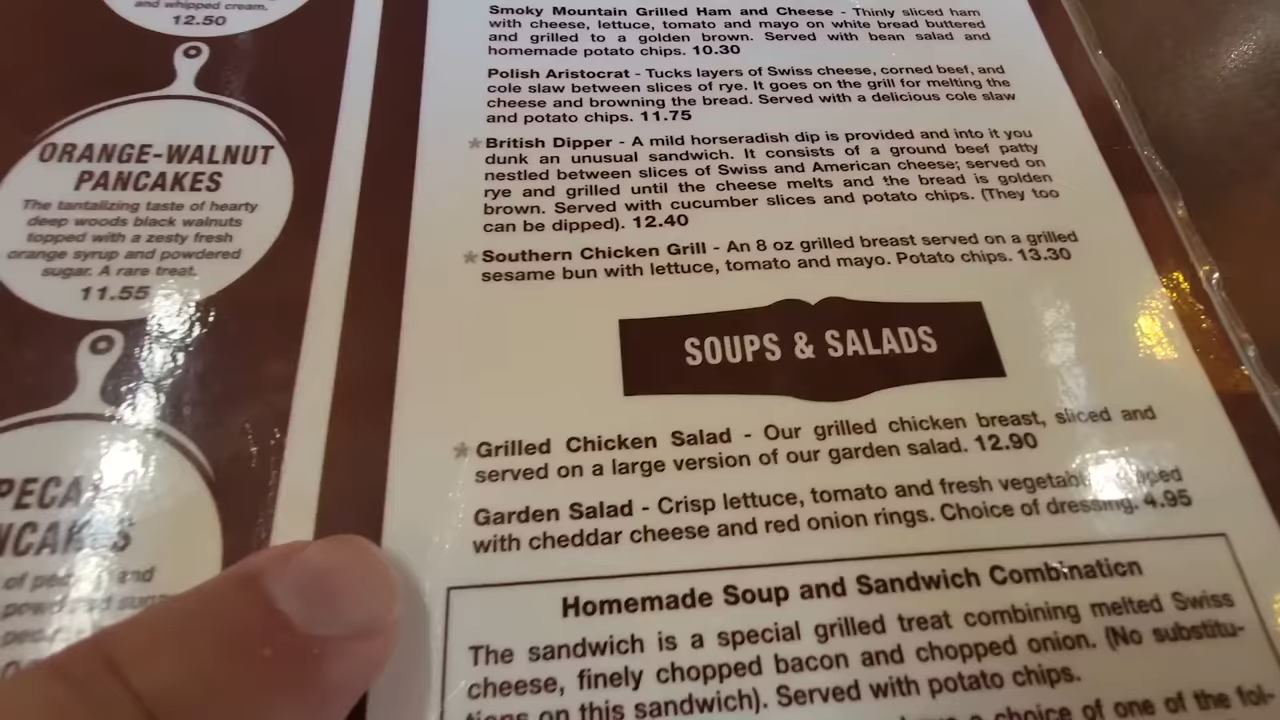 and whipped cream.
12.50
ORANGE-WALNUT
PANCAKES
The tantalizing taste of hearty
deep woods black walnuts
topped with a zesty fresh
orange syrup and powdered
sugar. A rare treat.
11.55
of and
Smoky Mountain Grilled Ham and Cheese - Thinly sliced ham
with cheese, lettuce, tomato and mayo on white bread buttered
and grilled to a golden brown. Served with bean salad and
homemade potato chips. 10.30
Polish Aristocrat - Tucks layers of Swiss cheese, corned beef, and
cole slaw between slices of rye. It goes on the grill for melting the
cheese and browning the bread. Served with a delicious cole slaw
and potato chips. 11.75
British Dipper - A mild horseradish dip is provided and into it you
dunk an unusual sandwich. It consists of a ground beef patty
nestled between slices of Swiss and American cheese; served on
rye and grilled until the cheese melts and the bread is golden
brown. Served with cucumber slices and potato chips. (They too
can be dipped). 12.40
Southern Chicken Grill - An 8 oz grilled breast served on a grilled
sesame bun with lettuce, tomato and mayo. Potato chips. 13.30
SOUPS & SALADS
Grilled Chicken Salad - Our grilled chicken breast, sliced and
served on a large version of our garden salad. 12.90
Garden Salad - Crisp lettuce, tomato and fresh
with cheddar cheese and red onion rings. Choice of dressing. 4.95
Homemade Soup and Sandwich Combination
The sandwich is a special grilled treat combining melted Swiss
cheese, finely chopped bacon and chopped onion. (No substitu-
tions on this sandwich). Served with potato chips.
a choice of one of the fol-